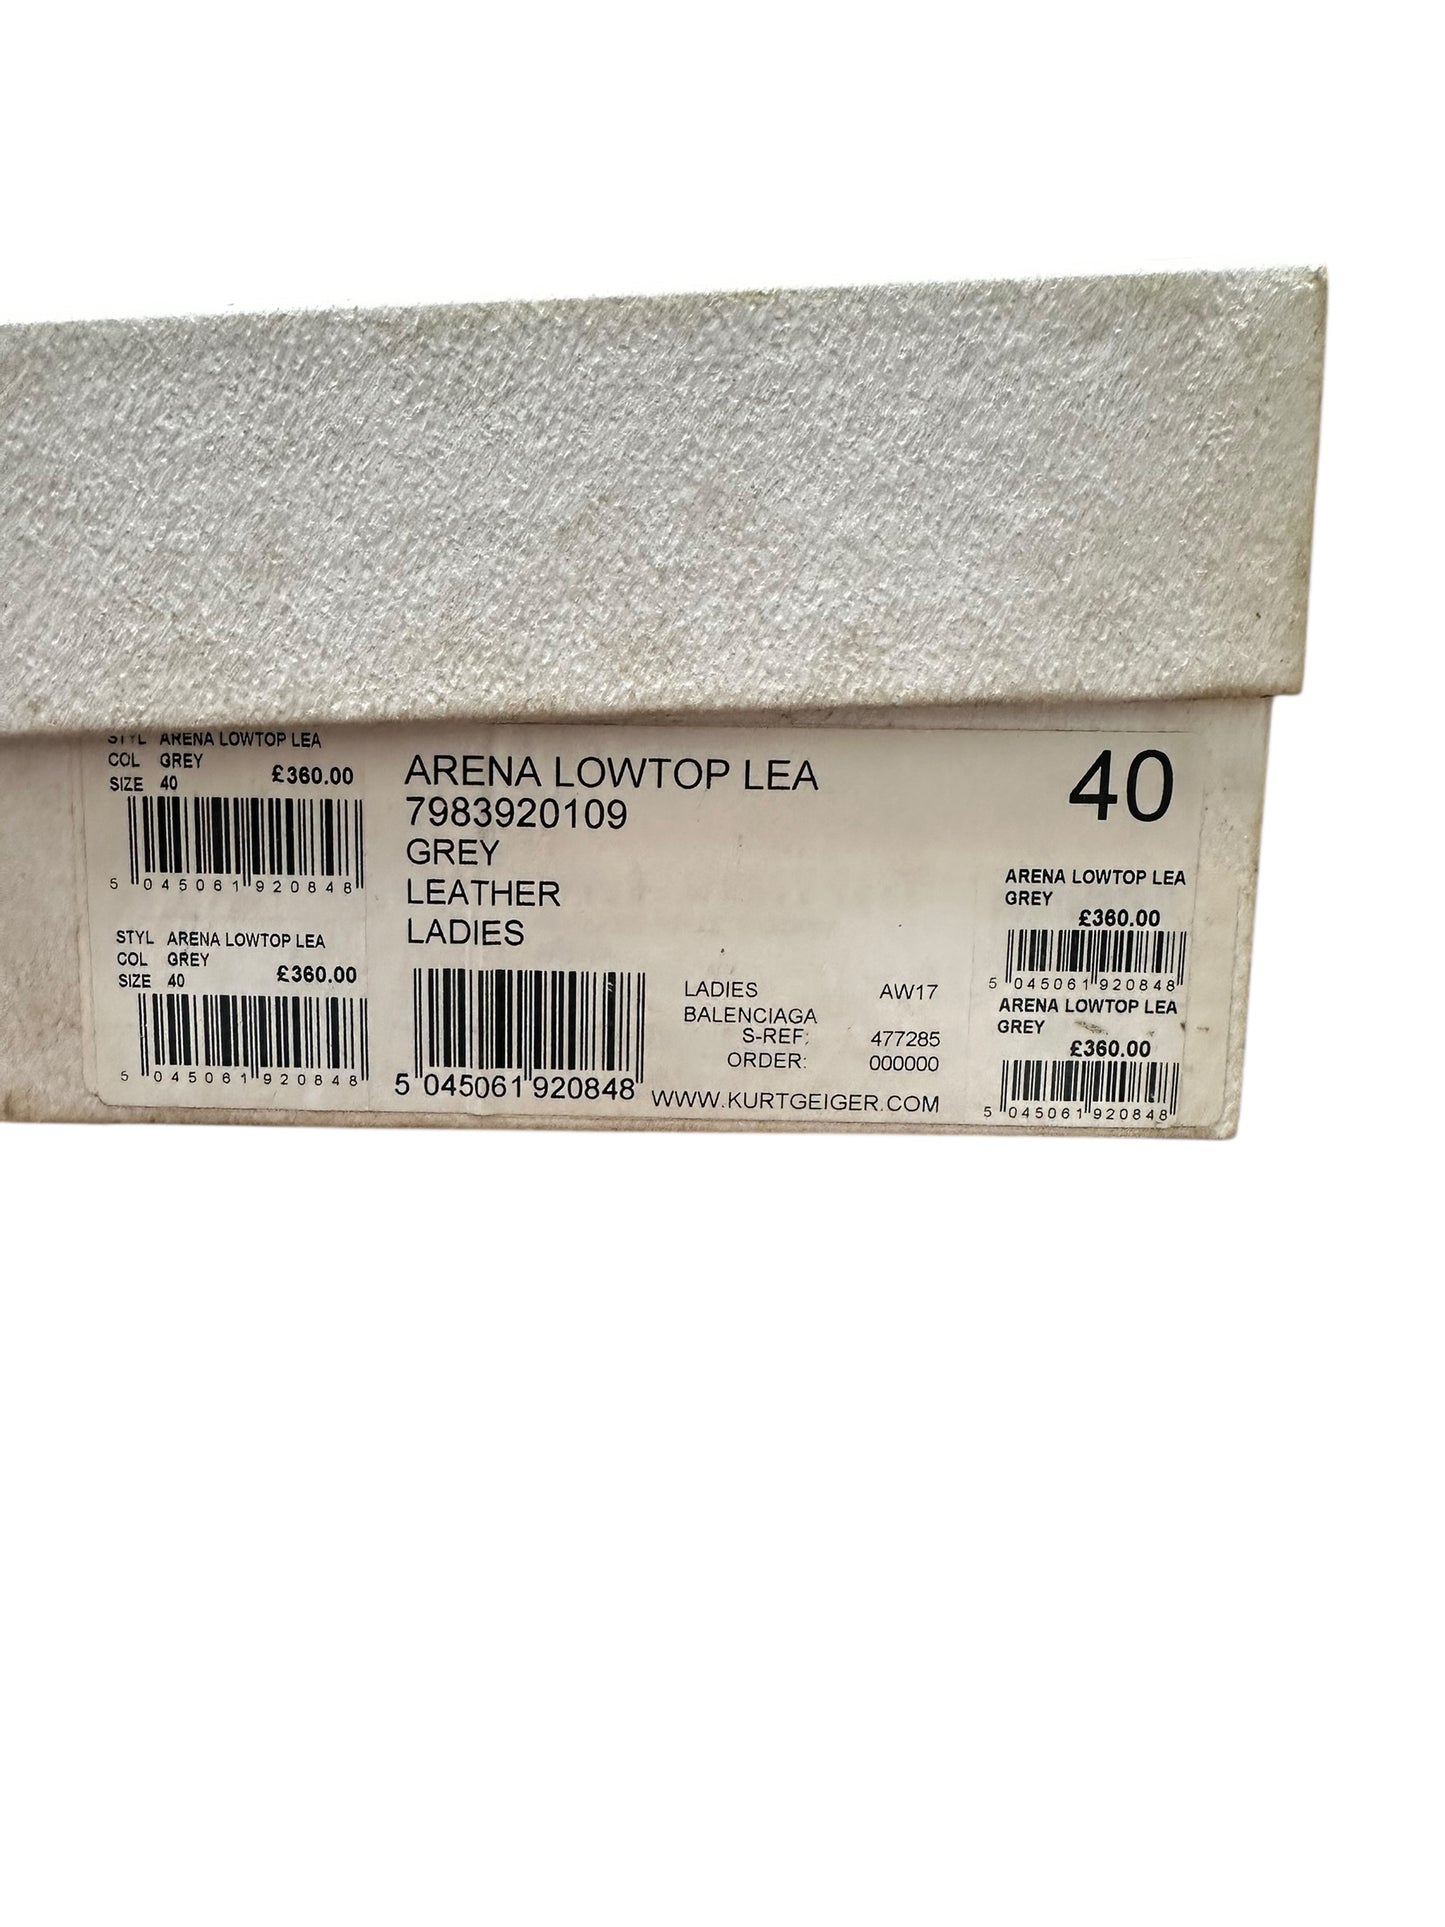 STYL ARENA LOWTOP LEA
COL GREY
SIZE 40 £360.00
5 045061 920848
STYL ARENA LOWTOP LEA
COL GREY
SIZE 40 £360.00
5 045061 920848
ARENA LOWTOP LEA
7983920109
GREY
LEATHER
LADIES
5 045061 920848
LADIES AW17
BALENCIAGA
S-REF: 477285
ORDER: 000000
WWW.KURTGEIGER.COM
40
ARENA LOWTOP LEA
GREY
£360.00
5 045061 920848
ARENA LOWTOP LEA
GREY
£360.00
5 045061 920848